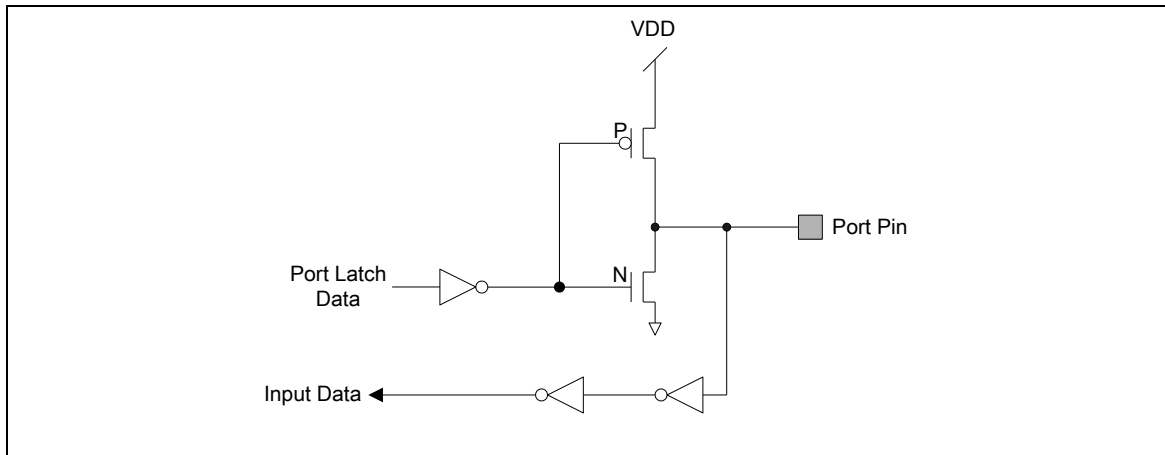 VDD
P
Port Pin
N
Port Latch
Data
Input Data